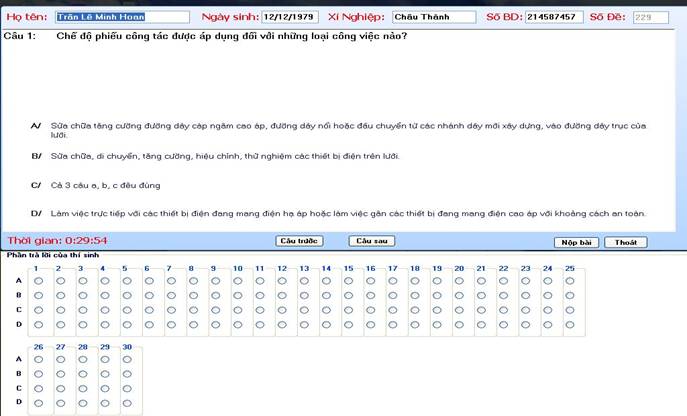 Họ tên: Trần Lê Minh Hoan Ngày sinh: 12/12/1979 Xí Nghiệp: Châu Thành Số BD: 214587457 Số Đề: 229
Câu 1: Chế độ phiếu công tác được áp dụng đối với những loại công việc nào?
A/ Sửa chữa tăng cường đường dây cáp ngầm cao áp, đường dây nổi hoặc đấu chuyển từ các nhánh dây mới xây dựng, vào đường dây trục của
lưới.
B/ Sửa chữa, di chuyển, tăng cường, hiệu chỉnh, thử nghiệm các thiết bị điện trên lưới.
C/ Cả 3 câu a, b, c đều đúng
D/ Làm việc trực tiếp với các thiết bị điện đang mang điện hạ áp hoặc làm việc gần các thiết bị đang mang điện cao áp với khoảng cách an toàn.
Thời gian: 0:29:54 Câu trước Câu sau Nộp bài Thoát
Phần trả lời của thí sinh
1 2 3 4 5 6 7 8 9 10 11 12 13 14 15 16 17 18 19 20 21 22 23 24 25
A
B
C
D
26 27 28 29 30
A
B
C
D